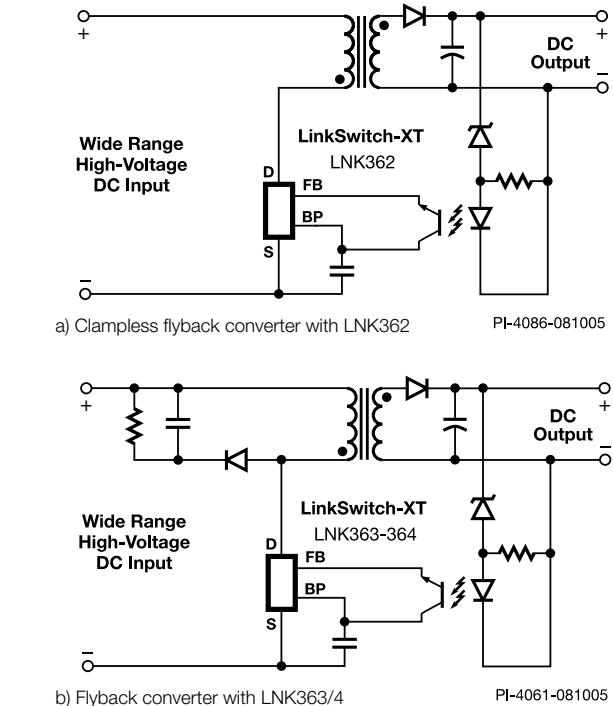 +
+
DC
Output
–
Wide Range
High-Voltage
DC Input
LinkSwitch-XT
LNK362
D
FB
BP
S
–
a) Clampless flyback converter with LNK362
PI-4086-081005
+
+
DC
Output
–
Wide Range
High-Voltage
DC Input
LinkSwitch-XT
LNK363-364
D
FB
BP
S
–
b) Flyback converter with LNK363/4
PI-4061-081005